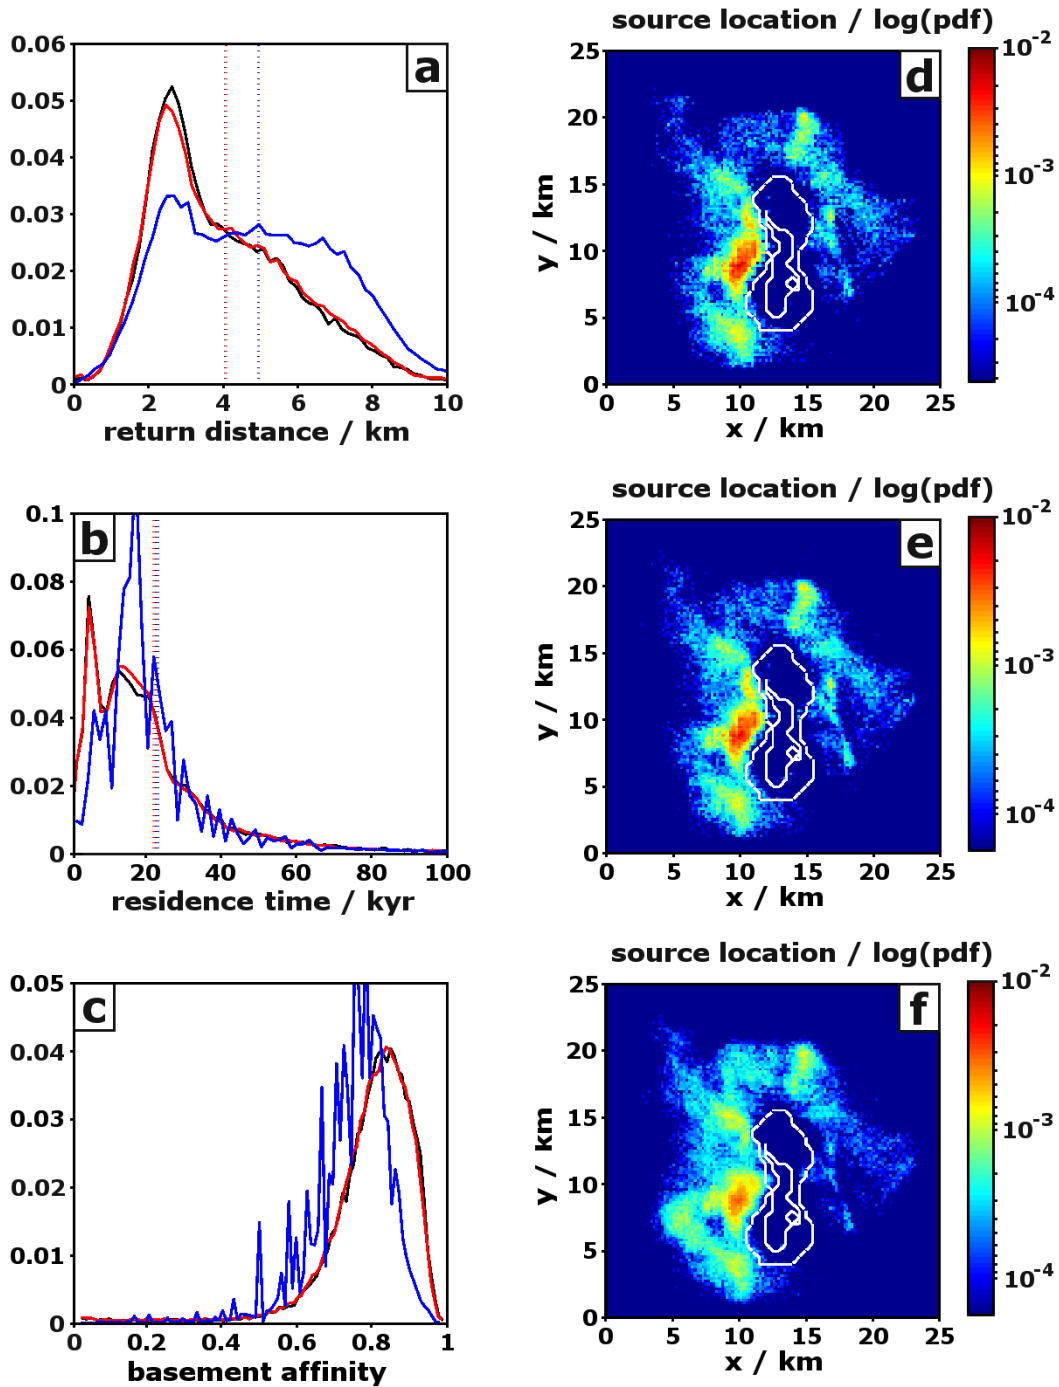 0.06
0.05
0.04
0.03
0.02
0.01
0
a
0 2 4 6 8 10
return distance / km
source location / log(pdf)
25
20
15
10
5
0
y / km
d
0 5 10 15 20 25
x / km
10-2
10-3
10-4
0.1
0.08
0.06
0.04
0.02
0
b
0 20 40 60 80 100
residence time / kyr
source location / log(pdf)
25
20
15
10
5
0
y / km
e
0 5 10 15 20 25
x / km
10-2
10-3
10-4
0.05
0.04
0.03
0.02
0.01
0
c
0 0.2 0.4 0.6 0.8 1
basement affinity
source location / log(pdf)
25
20
15
10
5
0
y / km
f
0 5 10 15 20 25
x / km
10-2
10-3
10-4